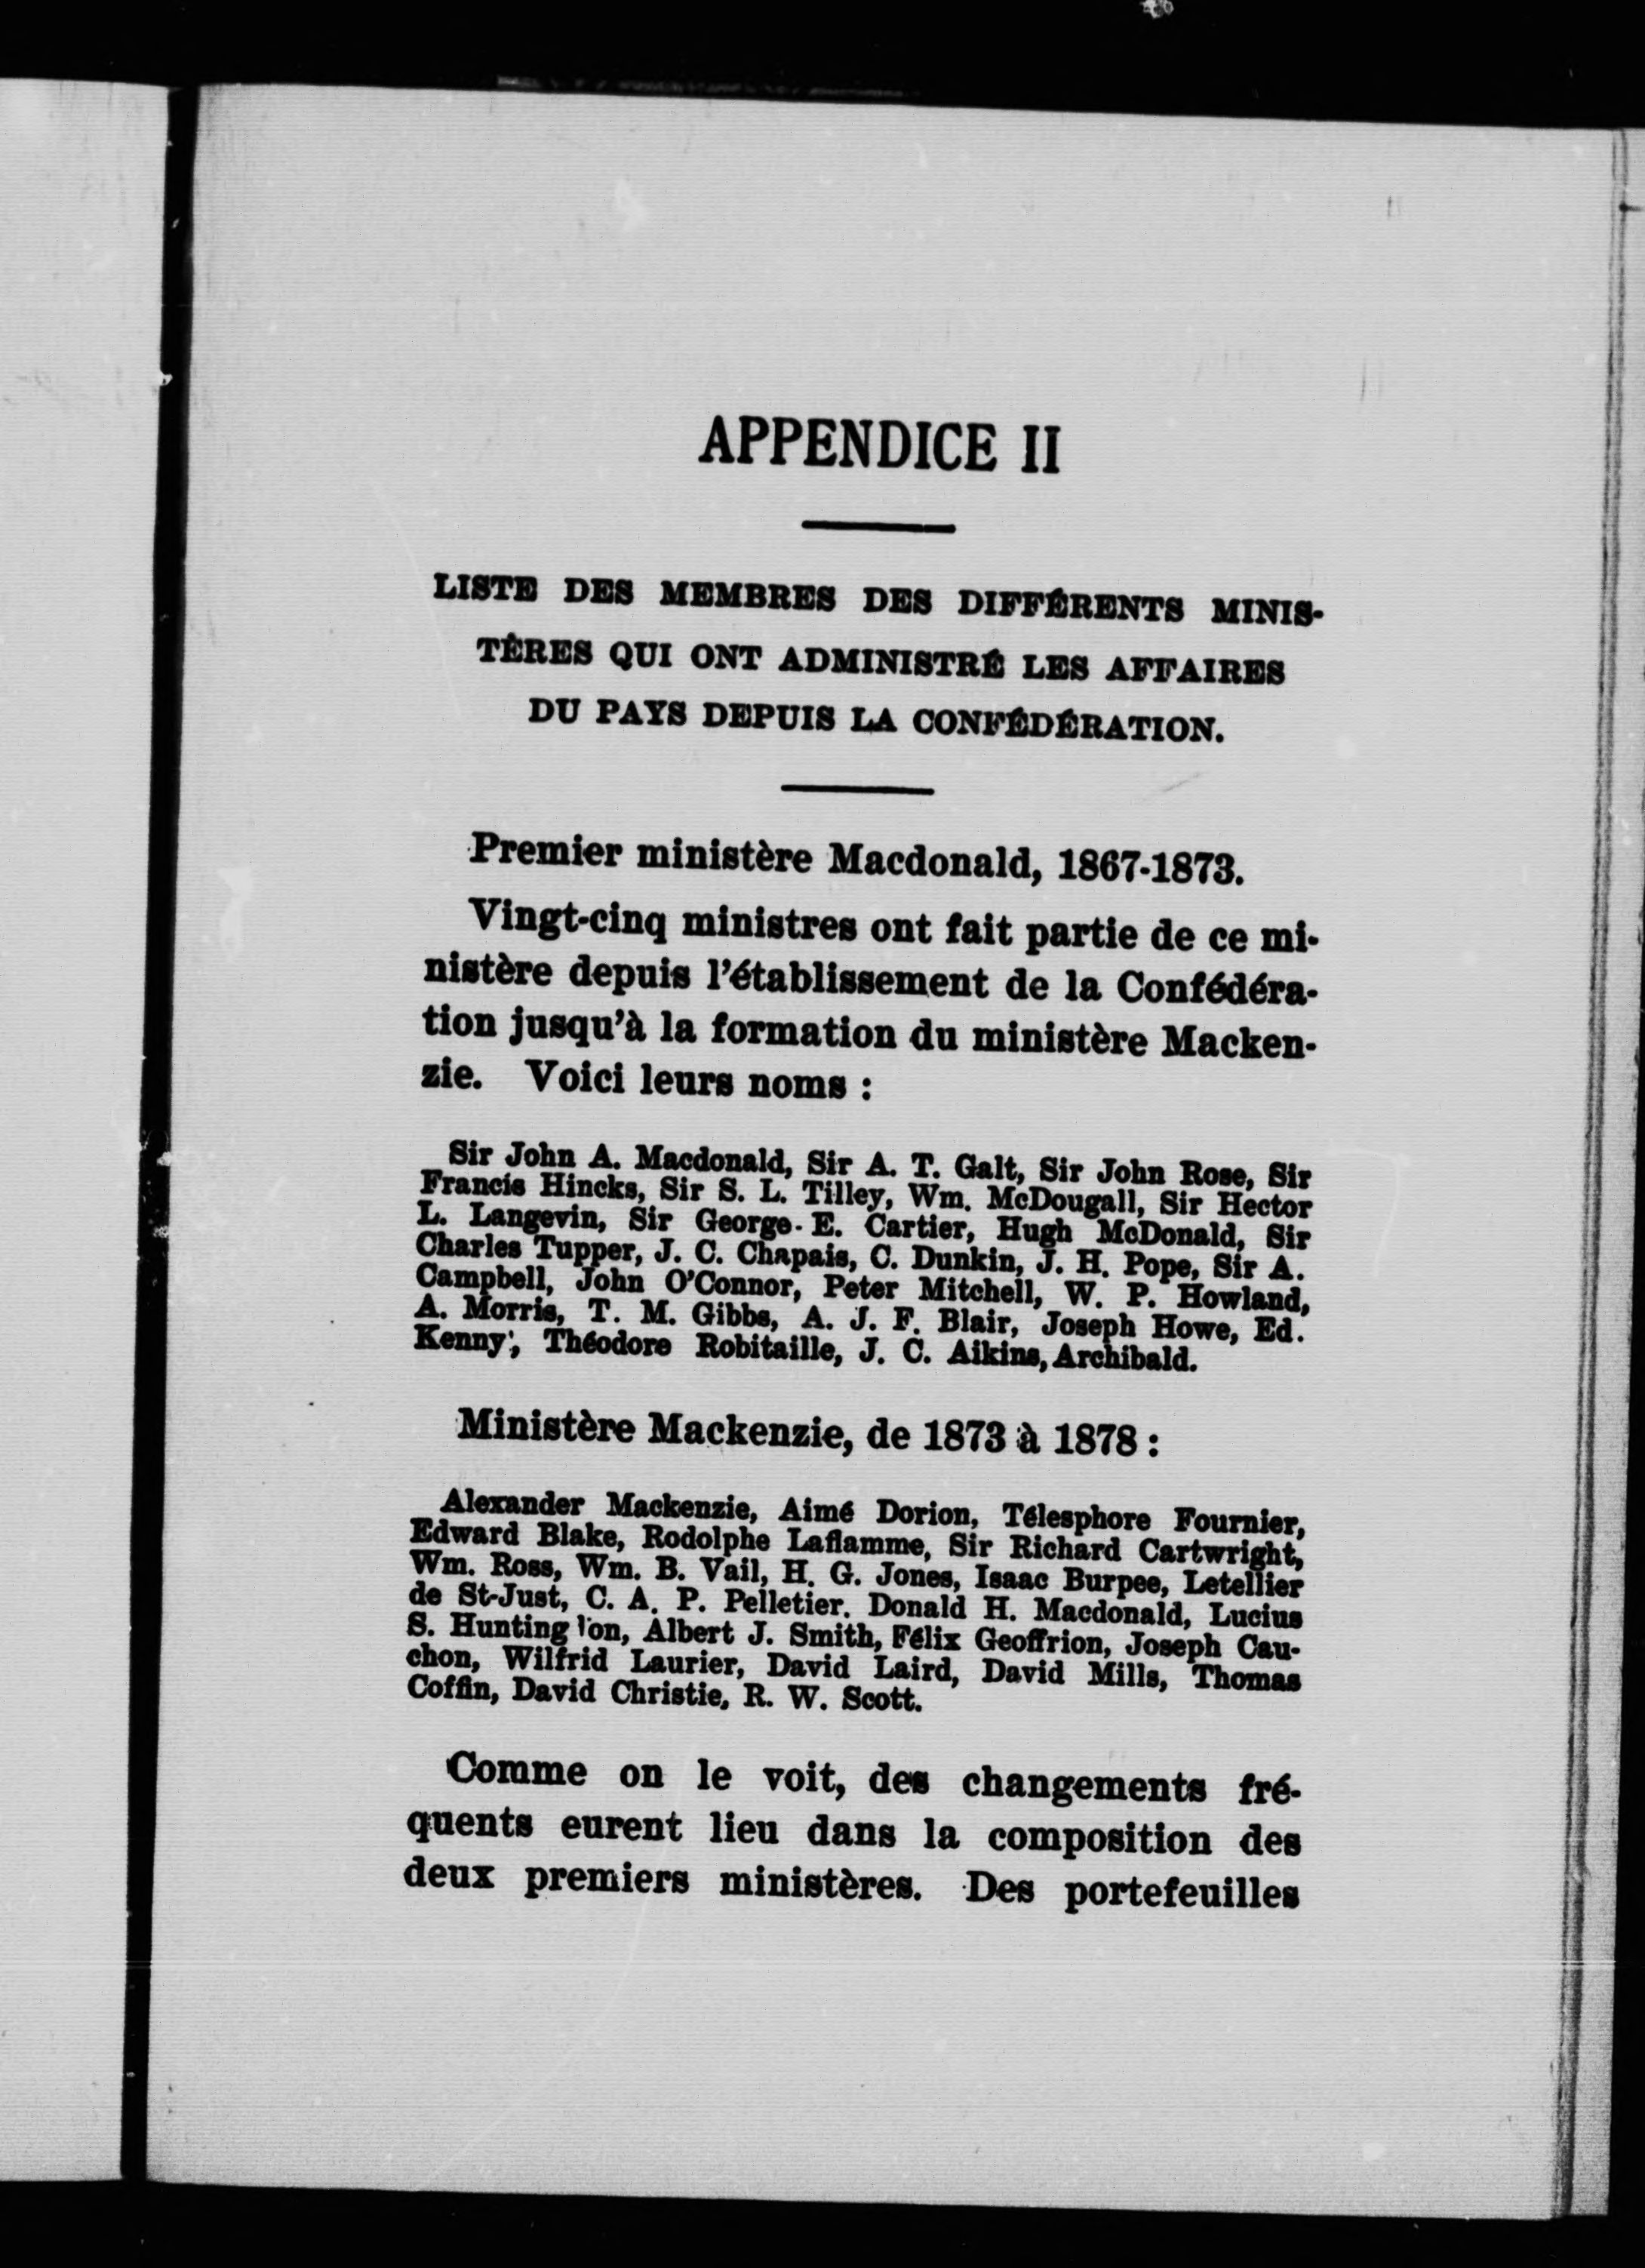 APPENDICE II
LISTE DES MEMBRES DES DIFFÉRENTS MINIS-
TÈRES QUI ONT ADMINISTRÉ LES AFFAIRES
DU PAYS DEPUIS LA CONFÉDÉRATION.
Premier ministère Macdonald, 1867-1873.
Vingt-cinq ministres ont fait partie de ce mi-
nistère depuis l'établissement de la Confédéra-
tion jusqu'à la formation du ministère Macken-
zie. Voici leurs noms :
Sir John A. Macdonald, Sir A. T. Galt, Sir John Rose, Sir
Francis Hincks, Sir S. L. Tilley, Wm. McDougall, Sir Hector
L. Langevin, Sir George-E. Cartier, Hugh McDonald, Sir
Charles Tupper, J. C. Chapais, C. Dunkin, J. H. Pope, Sir A.
Campbell, John O'Connor, Peter Mitchell, W. P. Howland,
A. Morris, T. M. Gibbs, A. J. F. Blair, Joseph Howe, Ed.
Kenny, Théodore Robitaille, J. C. Aikins, Archibald.
Ministère Mackenzie, de 1873 à 1878 :
Alexander Mackenzie, Aimé Dorion, Télesphore Fournier,
Edward Blake, Rodolphe Laflamme, Sir Richard Cartwright,
Wm. Ross, Wm. B. Vail, H. G. Jones, Isaac Burpee, Letellier
de St-Just, C. A. P. Pelletier. Donald H. Macdonald, Lucius
S. Huntington, Albert J. Smith, Félix Geoffrion, Joseph Cau-
chon, Wilfrid Laurier, David Laird, David Mills, Thomas
Coffin, David Christie, R. W. Scott.
Comme on le voit, des changements fré-
quents eurent lieu dans la composition des
deux premiers ministères. Des portefeuilles